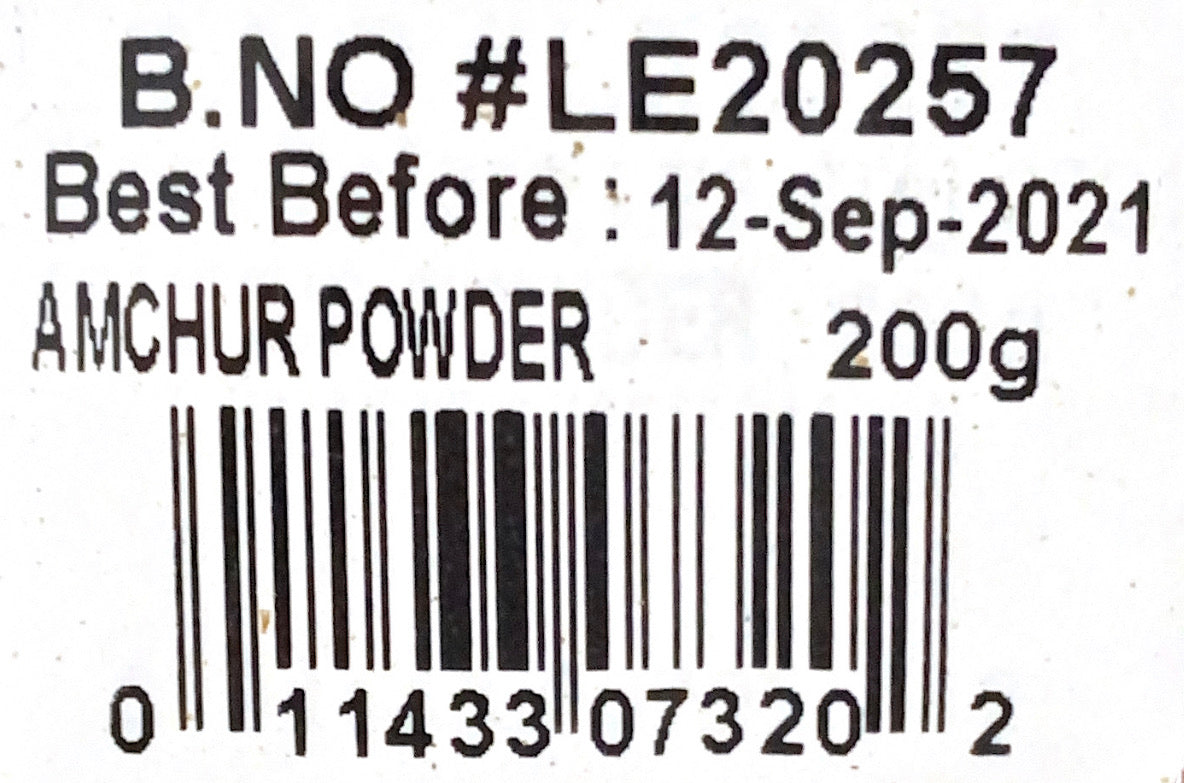 B.NO #LE20257
Best Before : 12-Sep-2021
AMCHUR POWDER 200g
0 11433 07320 2